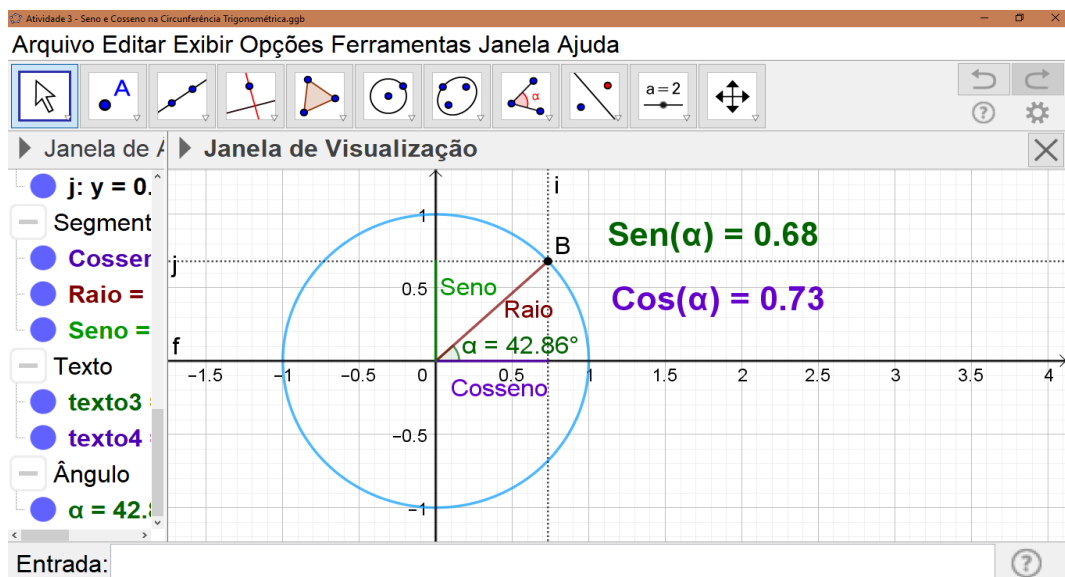 Atividade 3 - Seno e Cosseno na Circunferência Trigonométrica.ggb
Arquivo Editar Exibir Opções Ferramentas Janela Ajuda
A
α
a = 2
?
Janela de Á
Janela de Visualização
j: y = 0.
Segment
Cossen
Raio =
Seno =
Texto
texto3
texto4
Ângulo
α = 42.8
i
1
Sen(α) = 0.68
B
j
Cos(α) = 0.73
0.5
Seno
Raio
f
α = 42.86°
−1.5
−1
−0.5
0
0.5
1
1.5
2
2.5
3
3.5
4
Cosseno
−0.5
−1
Entrada:
?